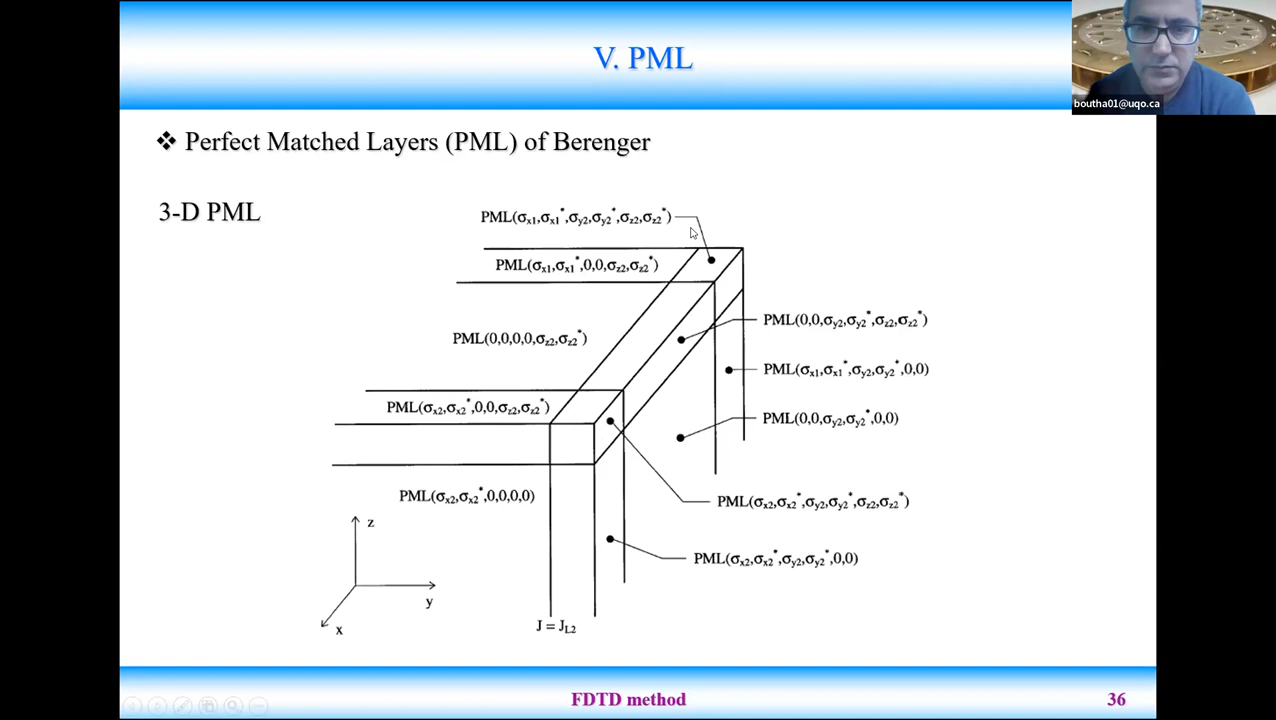 V. PML
boutha01@uqo.ca
❖ Perfect Matched Layers (PML) of Berenger
3-D PML
PML(σx1,σx1*,σy2,σy2*,σz2,σz2*)
PML(σx1,σx1*,0,0,σz2,σz2*)
PML(0,0,σy2,σy2*,σz2,σz2*)
PML(0,0,0,0,σz2,σz2*)
PML(σx1,σx1*,σy2,σy2*,0,0)
PML(σx2,σx2*,0,0,σz2,σz2*)
PML(0,0,σy2,σy2*,0,0)
PML(σx2,σx2*,0,0,0,0)
PML(σx2,σx2*,σy2,σy2*,σz2,σz2*)
PML(σx2,σx2*,σy2,σy2*,0,0)
z
y
x
J = JL2
FDTD method
36